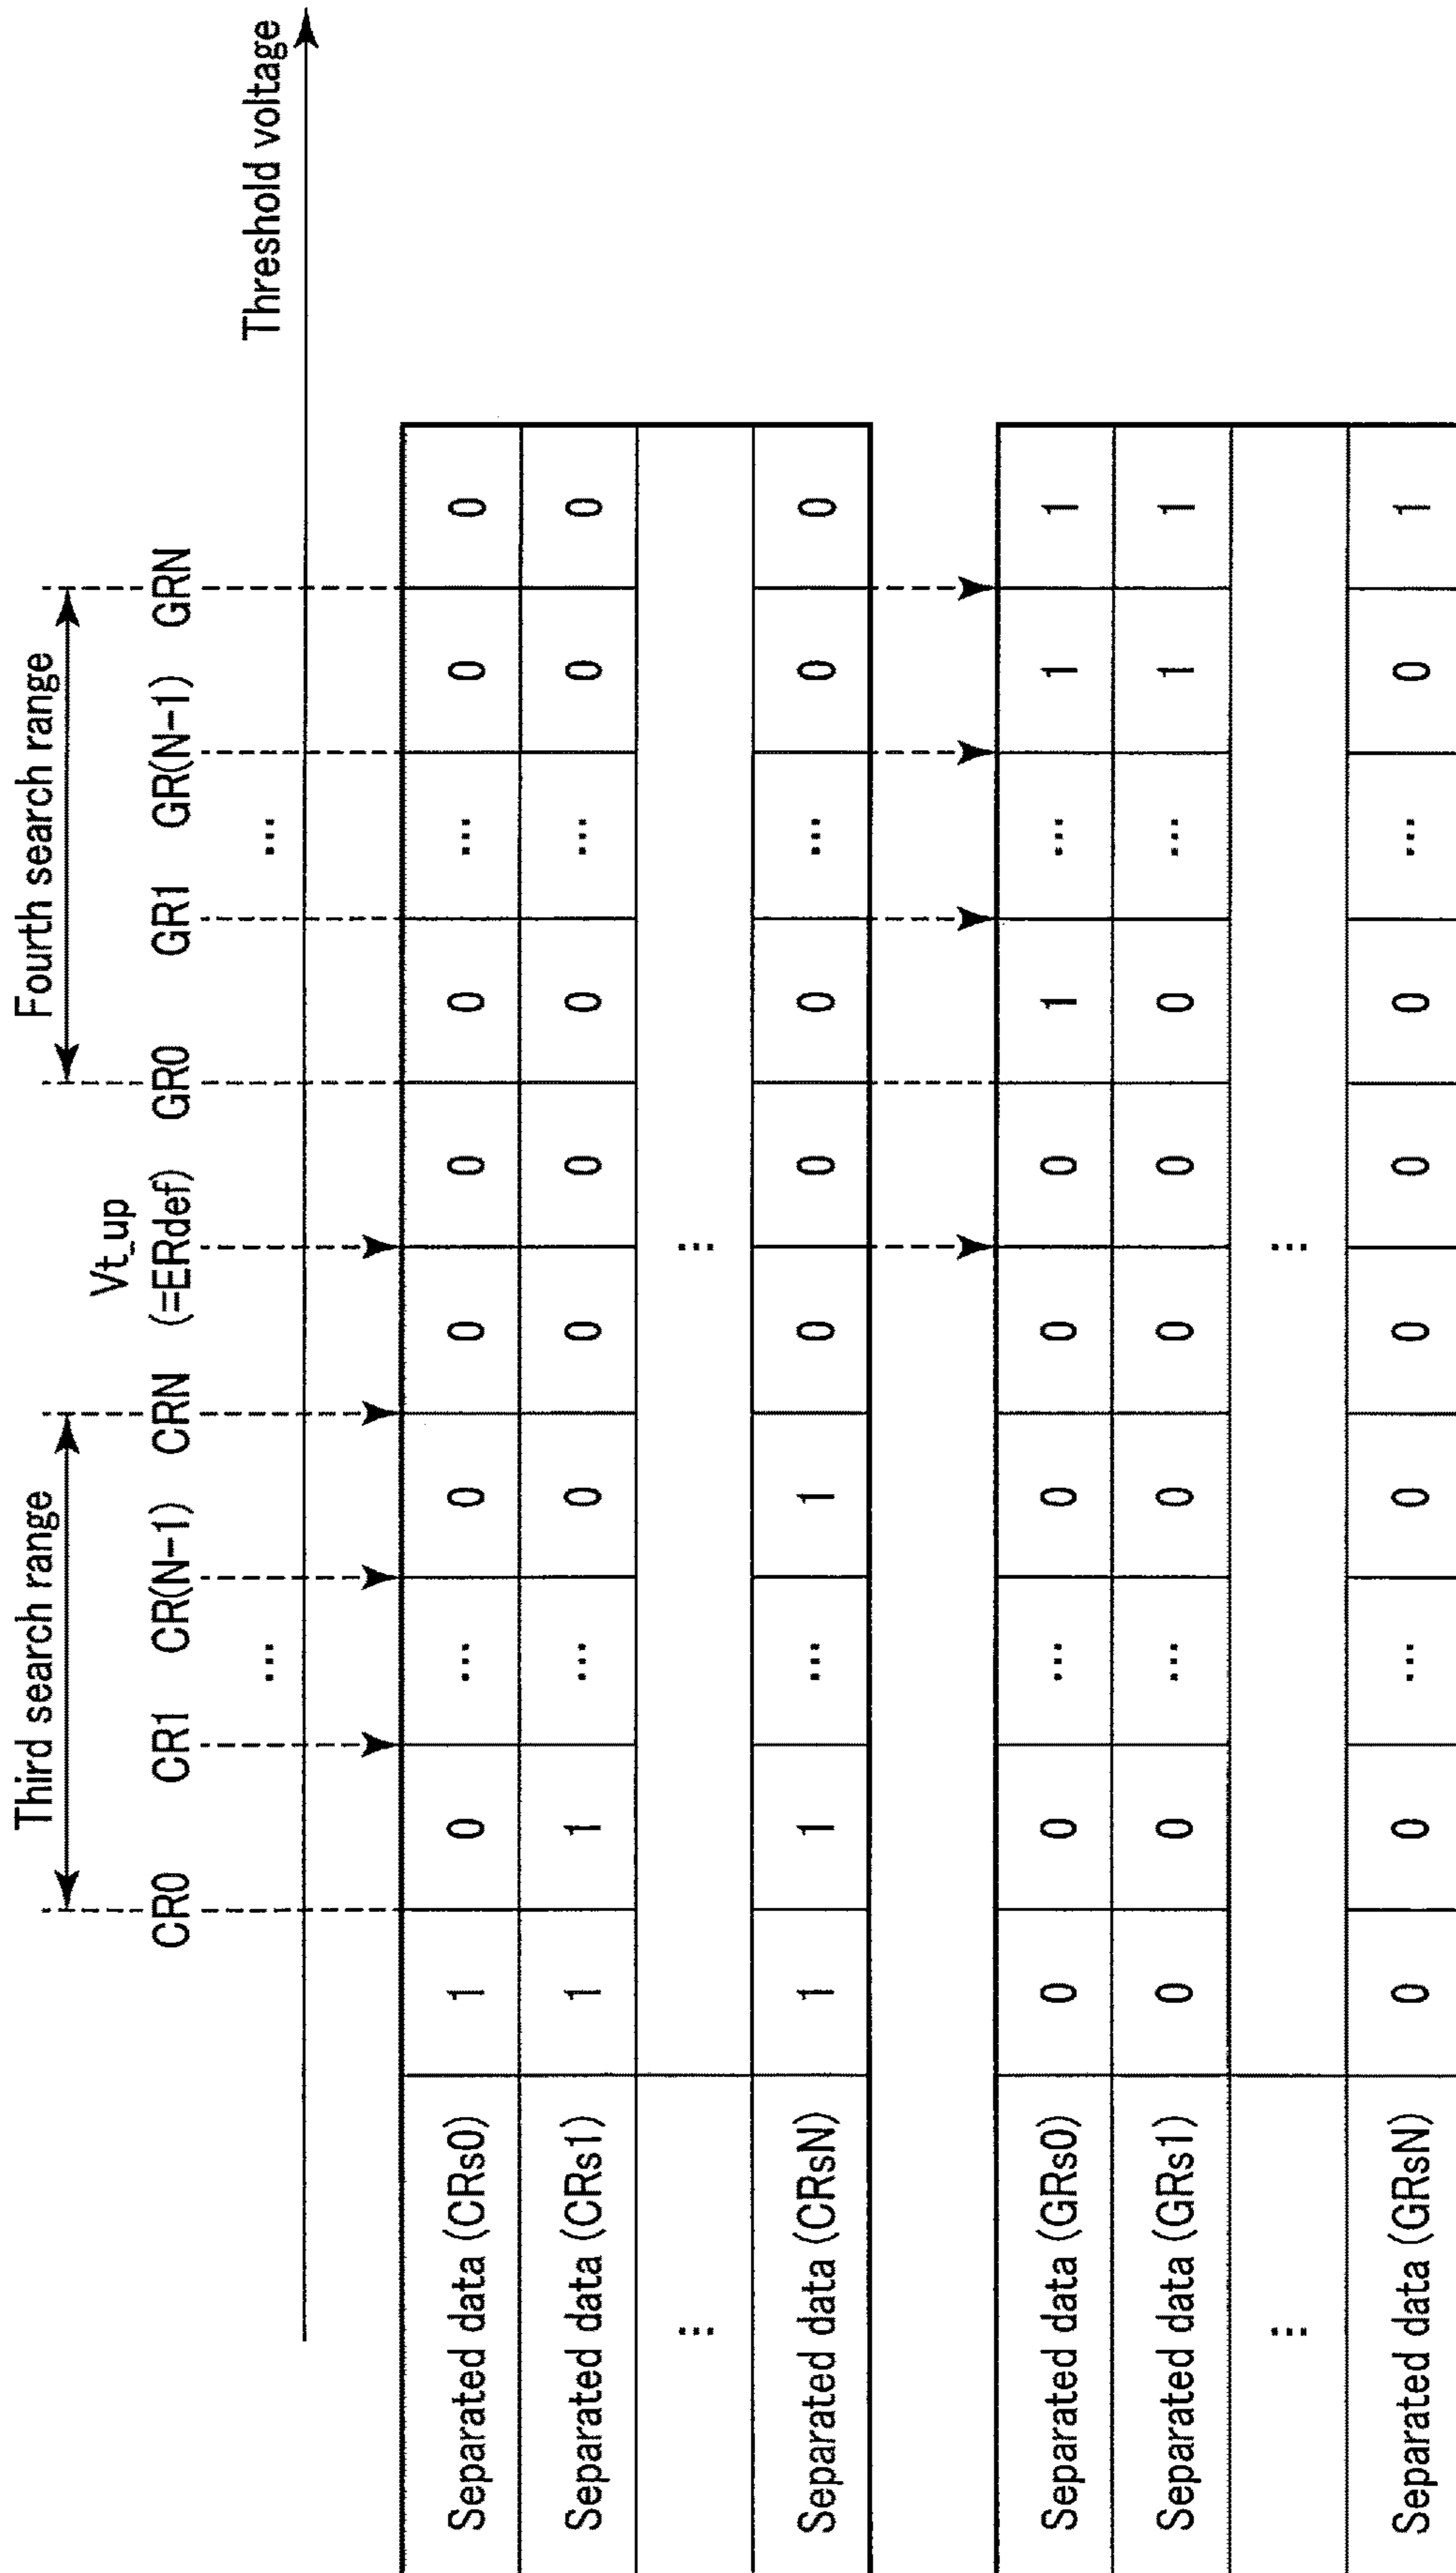 Third search range
Fourth search range
Vt_up
CR0 CR1 CR(N-1) CRN (=ERdef) GR0 GR1 GR(N-1) GRN
... ...
Threshold voltage
Separated data (CRs0) 1 0 ... 0 0 0 0 ... 0 0
Separated data (CRs1) 1 1 ... 0 0 0 0 ... 0 0
... ...
Separated data (CRsN) 1 1 ... 1 0 0 0 ... 0 0
Separated data (GRs0) 0 0 ... 0 0 0 1 ... 1 1
Separated data (GRs1) 0 0 ... 0 0 0 0 ... 1 1
... ...
Separated data (GRsN) 0 0 ... 0 0 0 0 ... 0 1